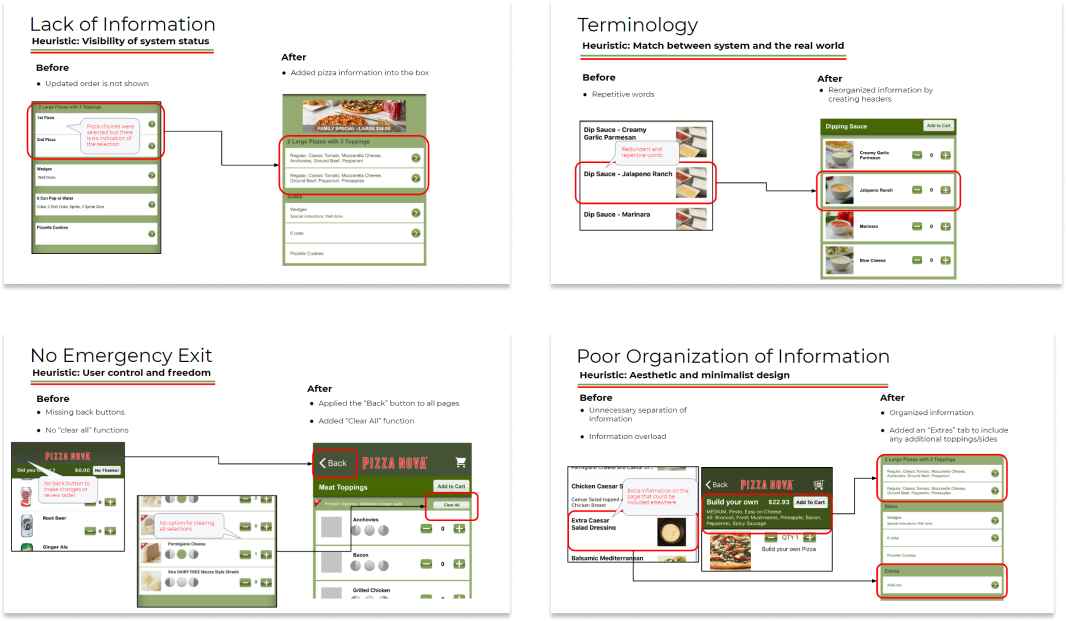 Lack of Information
Heuristic: Visibility of system status
Before
● Updated order is not shown
After
● Added pizza information into the box
2 Large Pizzas with 3 Toppings
1st Pizza
Pizza choices were
selected but there
is no indication of
the selection
Wedges
Well Done
6 Can Pop or Water
Coke, 2 Diet Coke, Sprite, 3 Sprite Zero
Pizzelle Cookies
FAMILY SPECIAL - LARGE $38.99
2 Large Pizzas with 3 Toppings
Regular, Classic Tomato, Mozzarella Cheese,
Anchovies, Ground Beef, Pepperoni
Regular, Classic Tomato, Mozzarella Cheese,
Ground Beef, Pepperoni, Pineapples
Sides
Wedges
Special instructions: Well done
6 coke
Pizzelle Cookies
Terminology
Heuristic: Match between system and the real world
Before
● Repetitive words
After
● Reorganized information by
creating headers
Dip Sauce - Creamy
Garlic Parmesan
Redundant and
repetitive words
Dip Sauce - Jalapeno Ranch
Dip Sauce - Marinara
Dipping Sauce
Add to Cart
Creamy Garlic
Parmesan
0
Jalapeno Ranch
0
Marinara
0
Blue Cheese
0
No Emergency Exit
Heuristic: User control and freedom
Before
● Missing back buttons
● No “clear all” functions
After
● Applied the “Back” button to all pages
● Added “Clear All” function
PIZZA NOVA
$0.00
No Thanks!
No back button to
make changes or
review order
0
Root Beer
0
Ginger Ale
No option for clearing
all selections
Parmigiano Cheese
1
Xtra DAIRY FREE Mozza Style Shreds
0
Back
PIZZA NOVA
Meat Toppings
Add to Cart
Clear All
Anchovies
0
Bacon
0
Grilled Chicken
Poor Organization of Information
Heuristic: Aesthetic and minimalist design
Before
● Unnecessary separation of
information
● Information overload
After
● Organized information
● Added an “Extras” tab to include
any additional toppings/sides
Chicken Caesar S
Caesar Salad topped
Chicken Breast
Extra information on
the page that could be
included elsewhere
Extra Caesar
Salad Dressing
Balsamic Mediterranean
Back
PIZZA NOVA
Build your own
$22.93
Add To Cart
MEDIUM, Pesto, Easy on Cheese
All: Broccoli, Fresh Mushrooms, Pineapple, Bacon,
Pepperoni, Spicy Sausage
QTY 1
Build your own Pizza
2 Large Pizzas with 3 Toppings
Regular, Classic Tomato, Mozzarella Cheese,
Anchovies, Ground Beef, Pepperoni
Regular, Classic Tomato, Mozzarella Cheese,
Ground Beef, Pepperoni, Pineapples
Sides
Wedges
Special instructions: Well done
6 coke
Pizzelle Cookies
Extras
Add-ons